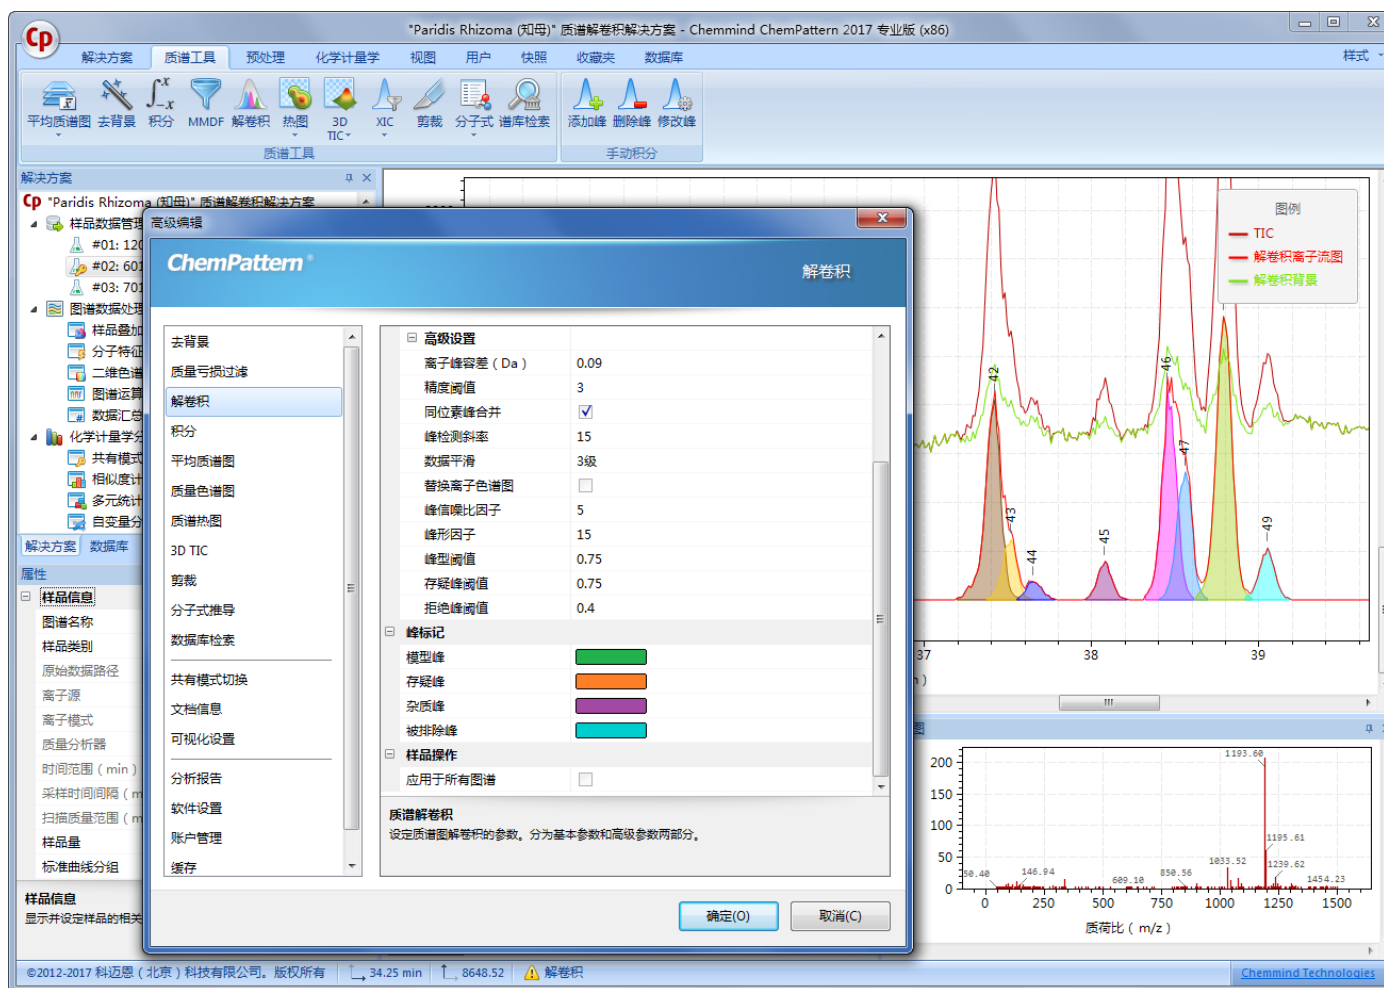 Cp
"Paridis Rhizoma (知母)" 质谱解卷积解决方案 - Chemmind ChemPattern 2017 专业版 (x86)
解决方案 质谱工具 预处理 化学计量学 视图 用户 快照 收藏夹 数据库 样式
平均质谱图 去背景 积分 MMDF 解卷积 热图 3D TIC XIC 剪裁 分子式 谱库检索 添加峰 删除峰 修改峰
质谱工具 手动积分
解决方案
Cp "Paridis Rhizoma (知母)" 质谱解卷积解决方案
样品数据管理
#01: 120
#02: 601
#03: 701
图谱数据处理
样品叠加
分子特征
二维色谱
图谱运算
数据汇总
化学计量学分
共有模式
相似度计
多元统计
自变量分
解决方案 数据库
属性
样品信息
图谱名称
样品类别
原始数据路径
离子源
离子模式
质量分析器
时间范围 ( min )
采样时间间隔 ( m
扫描质量范围 ( m
样品量
标准曲线分组
样品信息
显示并设定样品的相关
高级编辑
ChemPattern®
解卷积
去背景
质量亏损过滤
解卷积
积分
平均质谱图
质量色谱图
质谱热图
3D TIC
剪裁
分子式推导
数据库检索
共有模式切换
文档信息
可视化设置
分析报告
软件设置
账户管理
缓存
高级设置
离子峰容差 ( Da ) 0.09
精度阈值 3
同位素峰合并
峰检测斜率 15
数据平滑 3级
替换离子色谱图
峰信噪比因子 5
峰形因子 15
峰型阈值 0.75
存疑峰阈值 0.75
拒绝峰阈值 0.4
峰标记
模型峰
存疑峰
杂质峰
被排除峰
样品操作
应用于所有图谱
质谱解卷积
设定质谱图解卷积的参数。分为基本参数和高级参数两部分。
确定(O) 取消(C)
图例
TIC
解卷积离子流图
解卷积背景
42
43
44
45
46
47
49
37 38 39
)
图
200
150
100
50
0
1193.60
1195.61
1239.62
1033.52
850.56
609.10
146.94
50.40
1454.23
0 250 500 750 1000 1250 1500
质荷比 ( m/z )
©2012-2017 科迈恩 ( 北京 ) 科技有限公司。版权所有 34.25 min 8648.52 解卷积 Chemmind Technologies